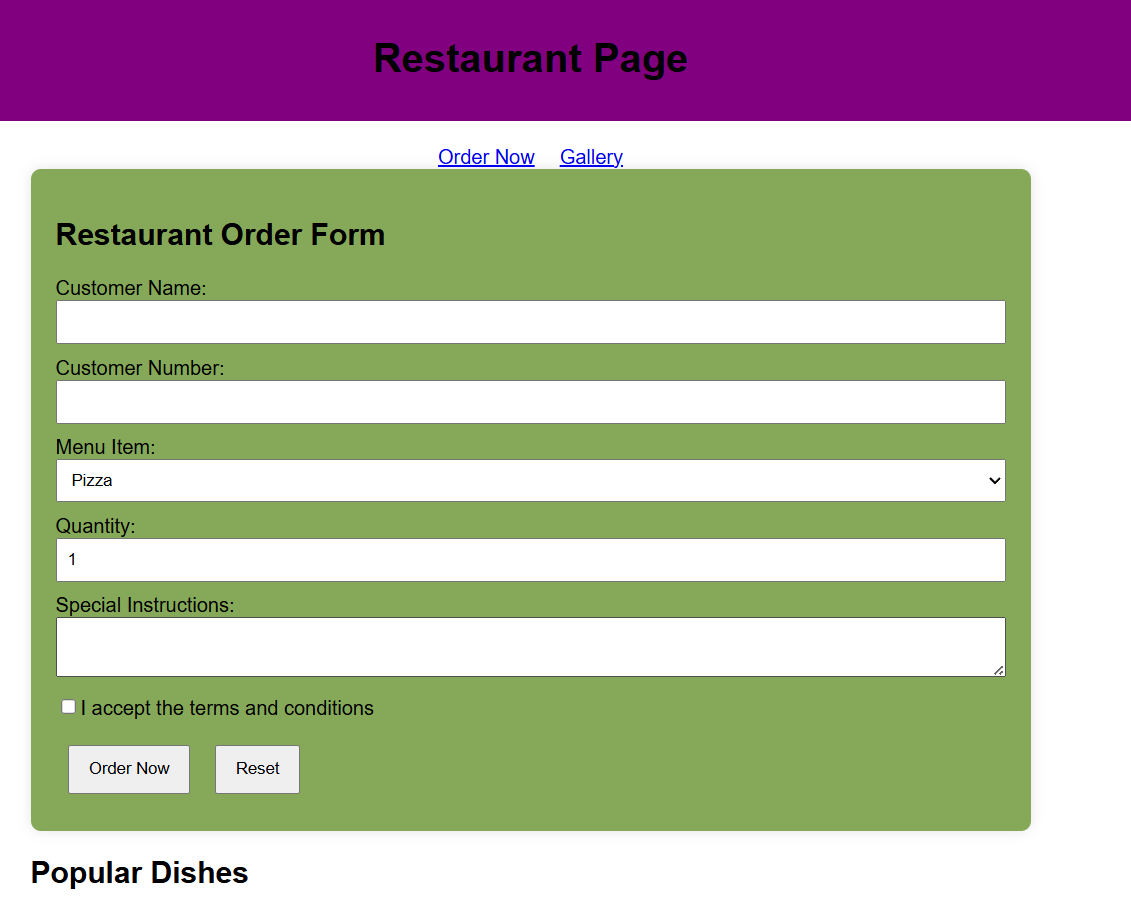 Restaurant Page
Order Now Gallery
Restaurant Order Form
Customer Name:
Customer Number:
Menu Item:
Pizza
Quantity:
1
Special Instructions:
I accept the terms and conditions
Order Now Reset
Popular Dishes